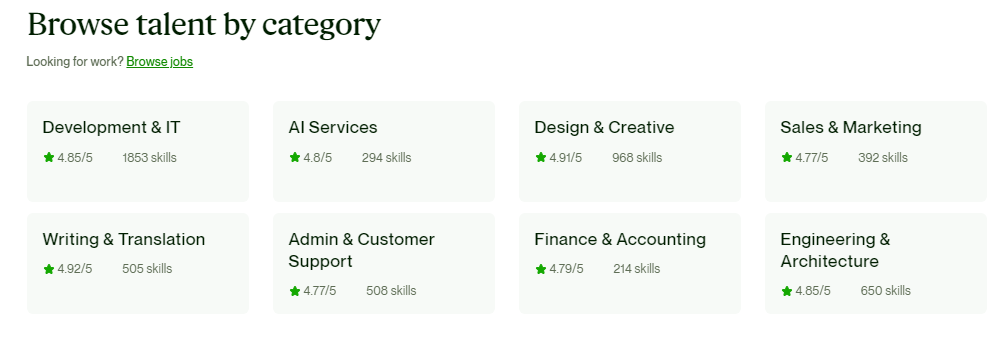 Browse talent by category
Looking for work? Browse jobs
Development & IT
4.85/5 1853 skills
AI Services
4.8/5 294 skills
Design & Creative
4.91/5 968 skills
Sales & Marketing
4.77/5 392 skills
Writing & Translation
4.92/5 505 skills
Admin & Customer
Support
4.77/5 508 skills
Finance & Accounting
4.79/5 214 skills
Engineering &
Architecture
4.85/5 650 skills